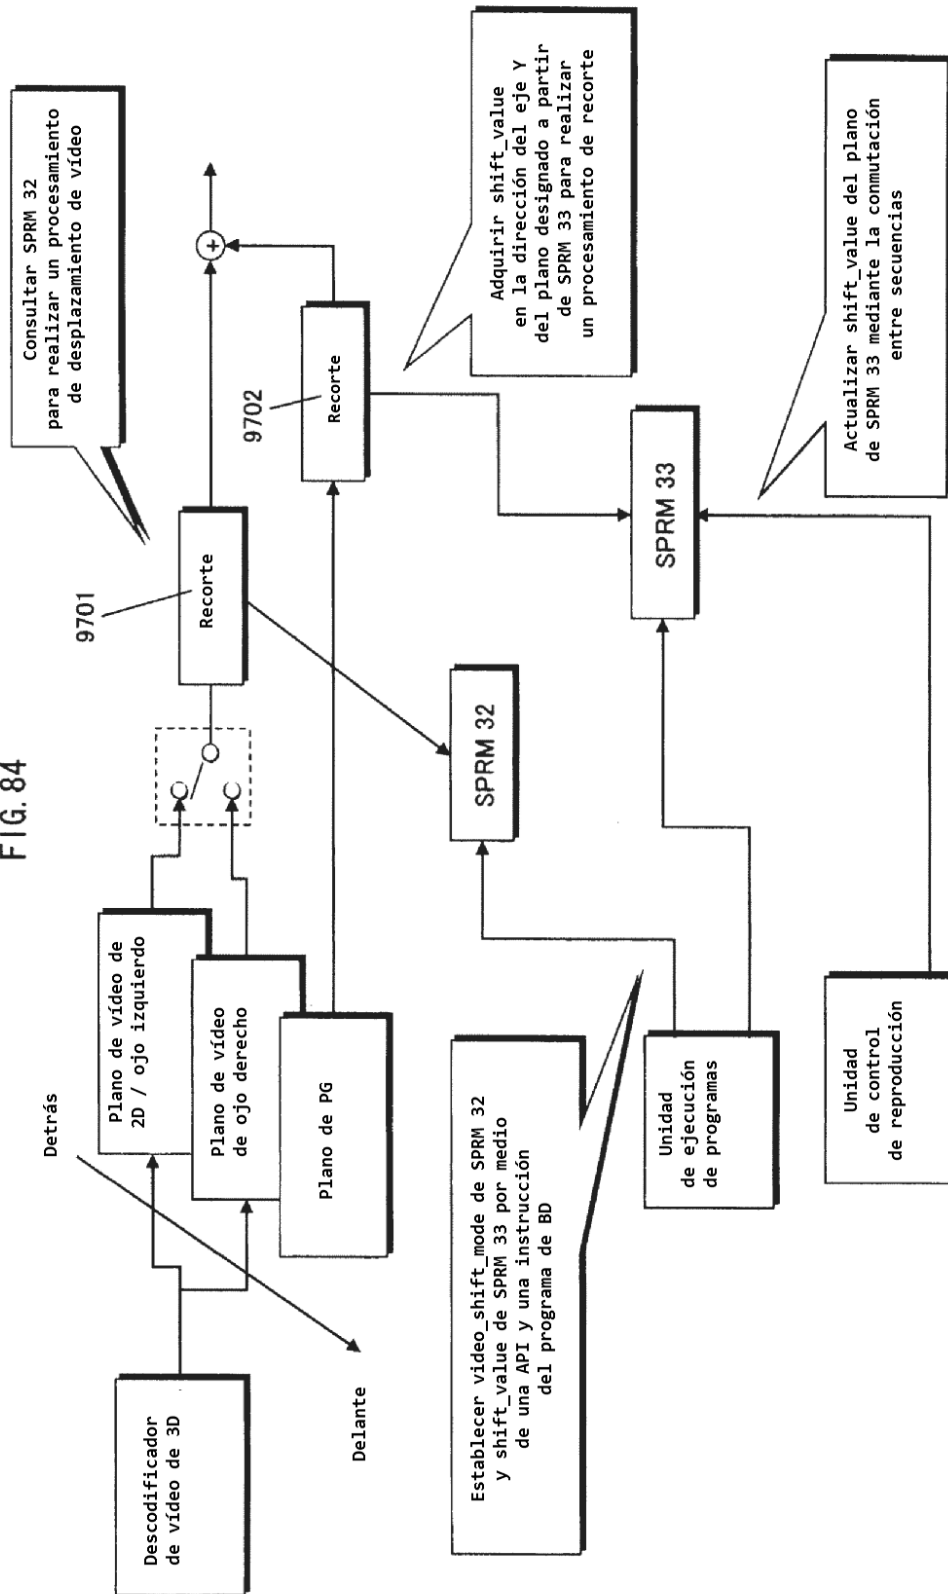 FIG. 84
Descodificador
de vídeo de 3D
Detrás
Delante
Plano de vídeo de
2D / ojo izquierdo
Plano de vídeo
de ojo derecho
Plano de PG
9701
Recorte
Consultar SPRM 32
para realizar un procesamiento
de desplazamiento de vídeo
9702
Recorte
Adquirir shift_value
en la dirección del eje Y
del plano designado a partir
de SPRM 33 para realizar
un procesamiento de recorte
SPRM 32
SPRM 33
Establecer video_shift_mode de SPRM 32
y shift_value de SPRM 33 por medio
de una API y una instrucción
del programa de BD
Unidad
de ejecución
de programas
Actualizar shift_value del plano
de SPRM 33 mediante la conmutación
entre secuencias
Unidad
de control
de reproducción